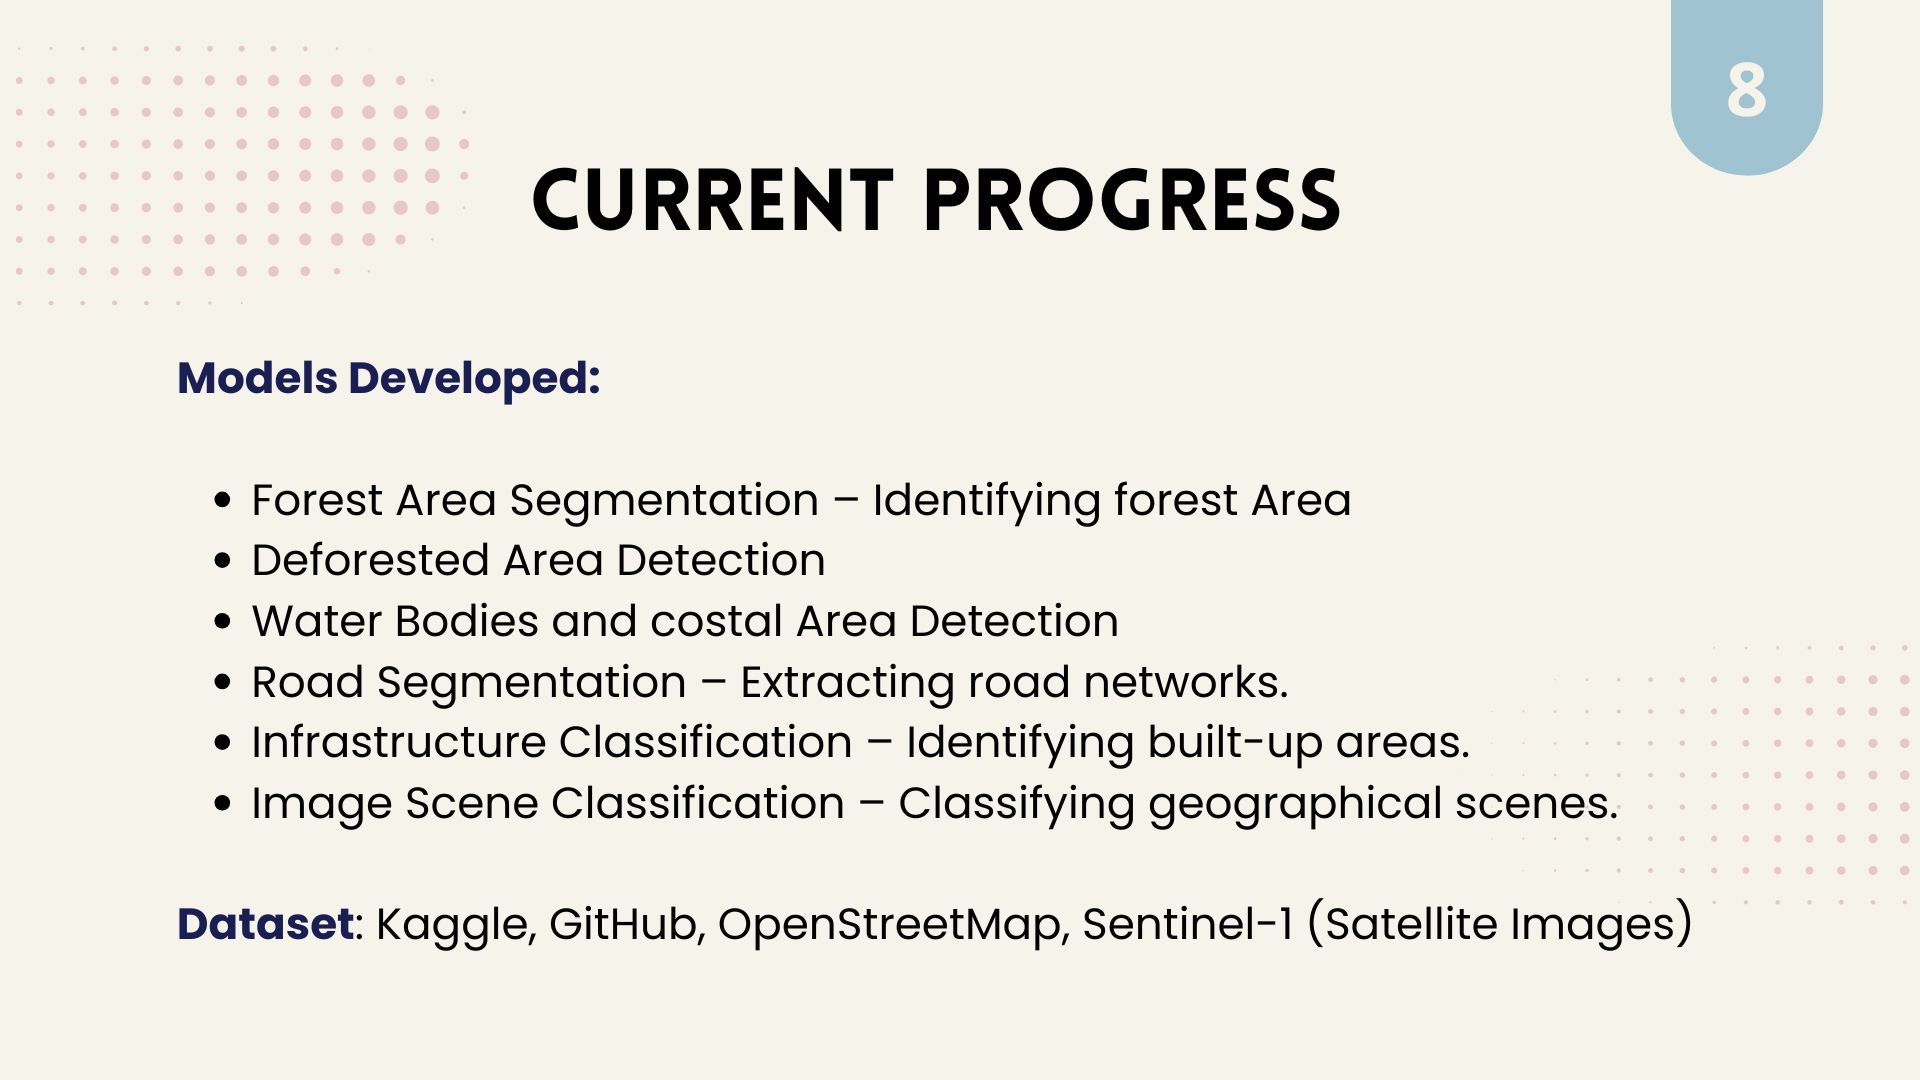 8
CURRENT PROGRESS
Models Developed:
• Forest Area Segmentation – Identifying forest Area
• Deforested Area Detection
• Water Bodies and costal Area Detection
• Road Segmentation – Extracting road networks.
• Infrastructure Classification – Identifying built-up areas.
• Image Scene Classification – Classifying geographical scenes.
Dataset: Kaggle, GitHub, OpenStreetMap, Sentinel-1 (Satellite Images)